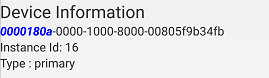 Device Information
0000180a-0000-1000-8000-00805f9b34fb
Instance Id: 16
Type : primary